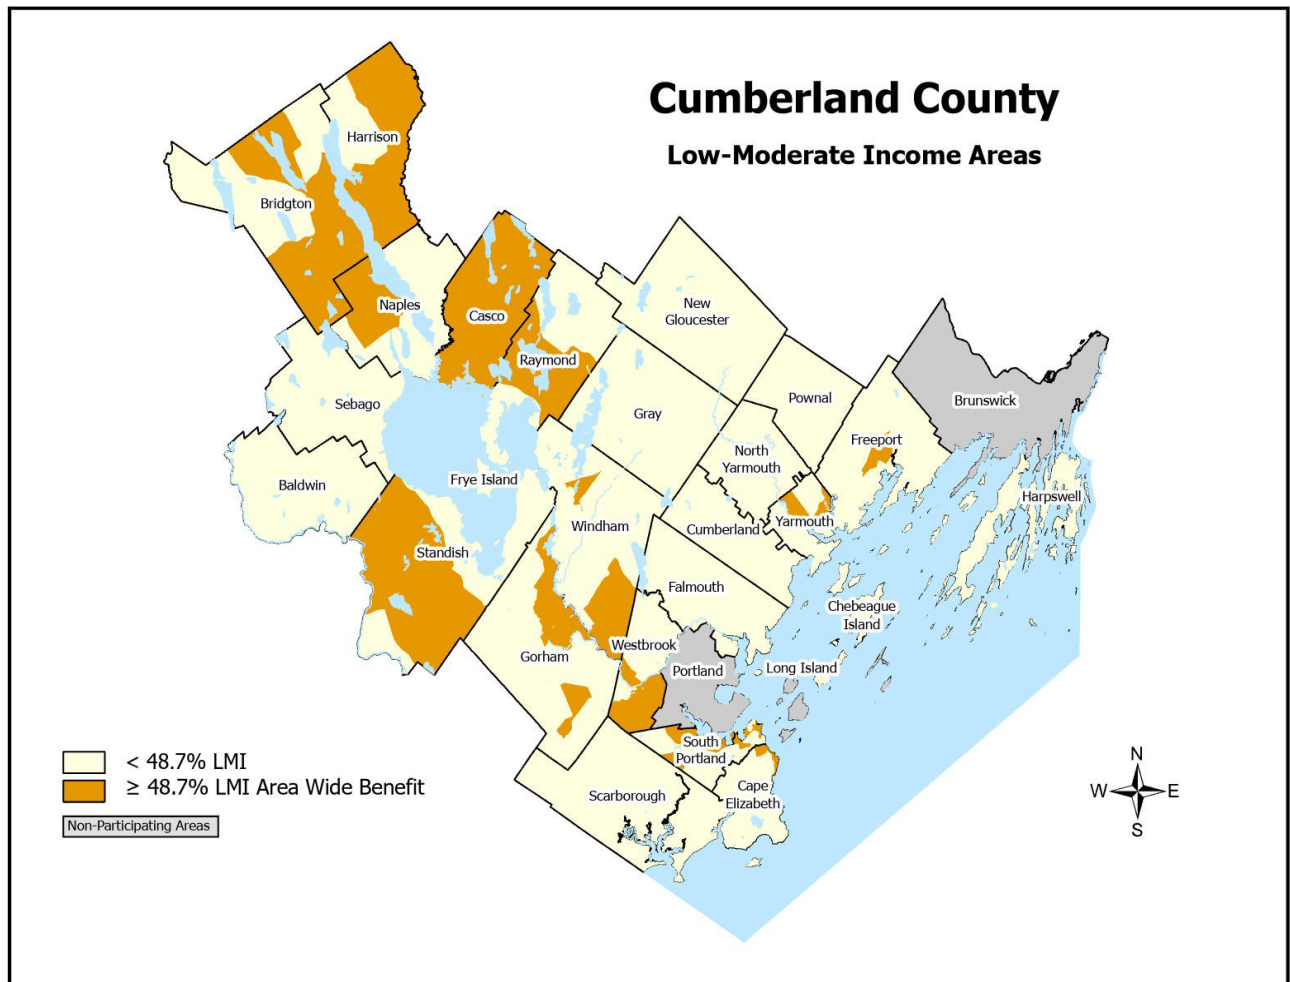 Cumberland County
Low-Moderate Income Areas
Harrison
Bridgton
Naples
Casco
New
Gloucester
Raymond
Sebago
Gray
Pownal
Brunswick
Freeport
North
Yarmouth
Baldwin
Frye Island
Harpswell
Windham
Cumberland
Yarmouth
Standish
Falmouth
Chebeague
Island
Westbrook
Gorham
Portland
Long Island
South
Portland
Scarborough
Cape
Elizabeth
< 48.7% LMI
≥ 48.7% LMI Area Wide Benefit
Non-Participating Areas
N
W E
S